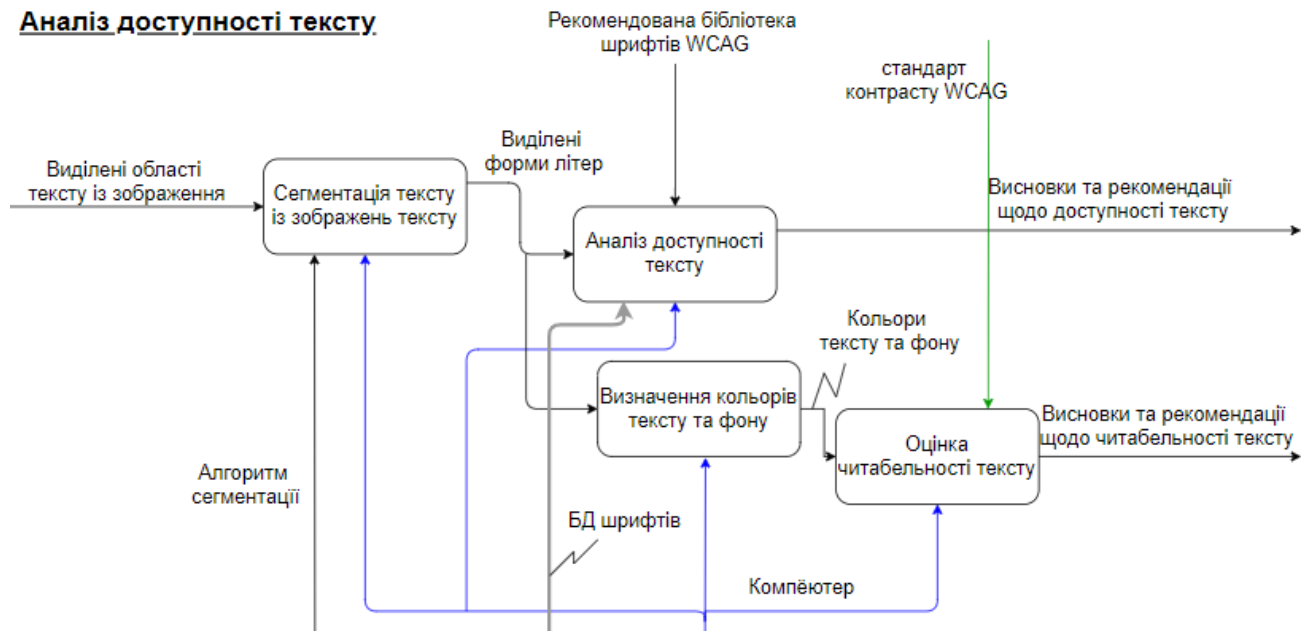 Аналіз доступності тексту
Рекомендована бібліотека
шрифтів WCAG
стандарт
контрасту WCAG
Виділені
форми літер
Виділені області
тексту із зображення
Сегментація тексту
із зображень тексту
Висновки та рекомендації
щодо доступності тексту
Аналіз доступності
тексту
Кольори
тексту та фону
Визначення кольорів
тексту та фону
Висновки та рекомендації
щодо читабельності тексту
Оцінка
читабельності тексту
Алгоритм
сегментації
БД шрифтів
Компёютер